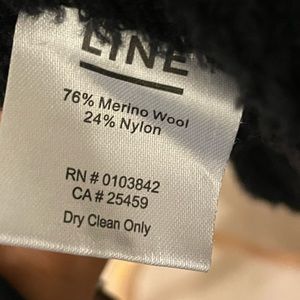 LINE
76% Merino Wool
24% Nylon
RN # 0103842
CA # 25459
Dry Clean Only